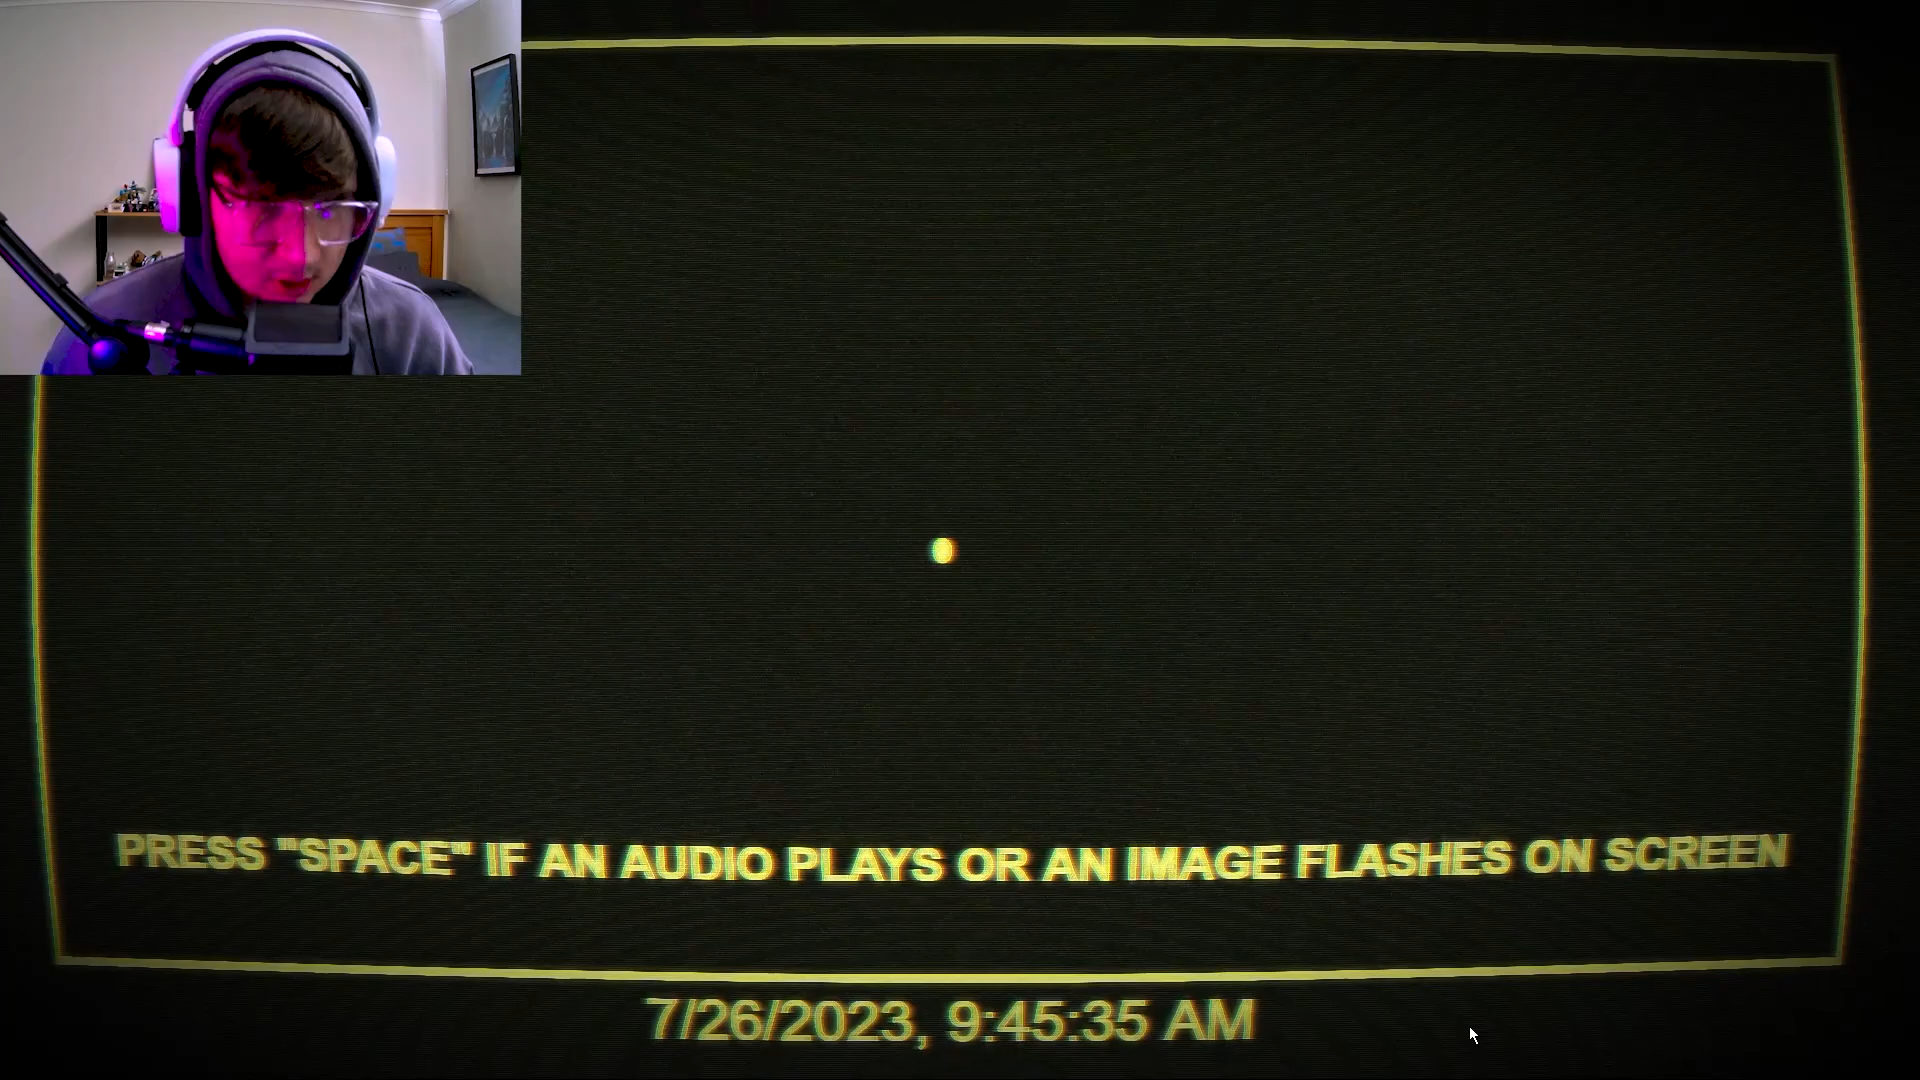 PRESS "SPACE" IF AN AUDIO PLAYS OR AN IMAGE FLASHES ON SCREEN
7/26/2023, 9:45:35 AM